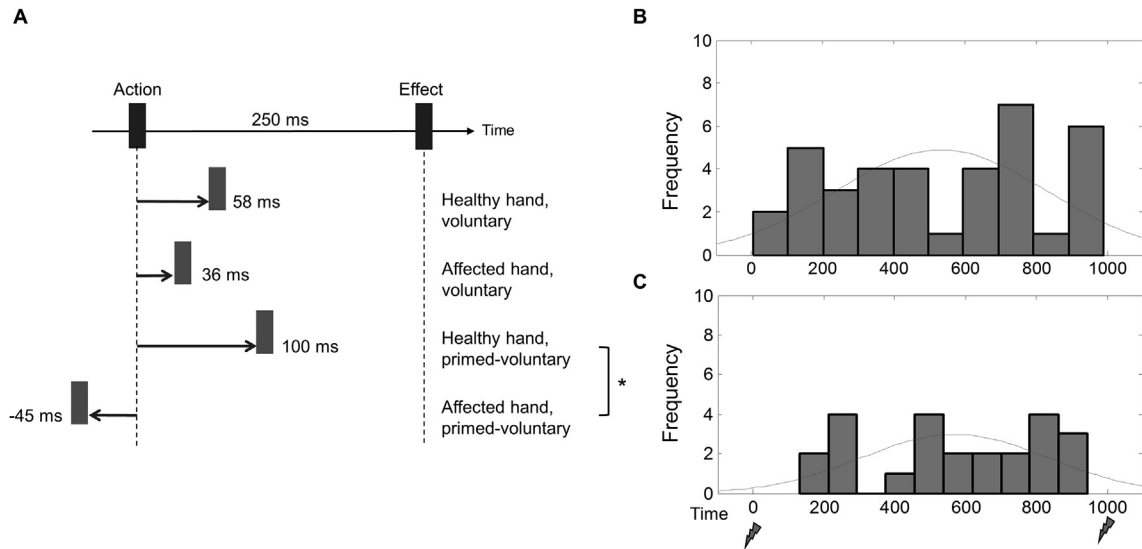 A
Action
Effect
250 ms
Time
58 ms
Healthy hand,
voluntary
36 ms
Affected hand,
voluntary
100 ms
Healthy hand,
primed-voluntary
*
-45 ms
Affected hand,
primed-voluntary
B
Frequency
10
8
6
4
2
0
0 200 400 600 800 1000
C
Frequency
10
8
6
4
2
0
Time 0 200 400 600 800 1000